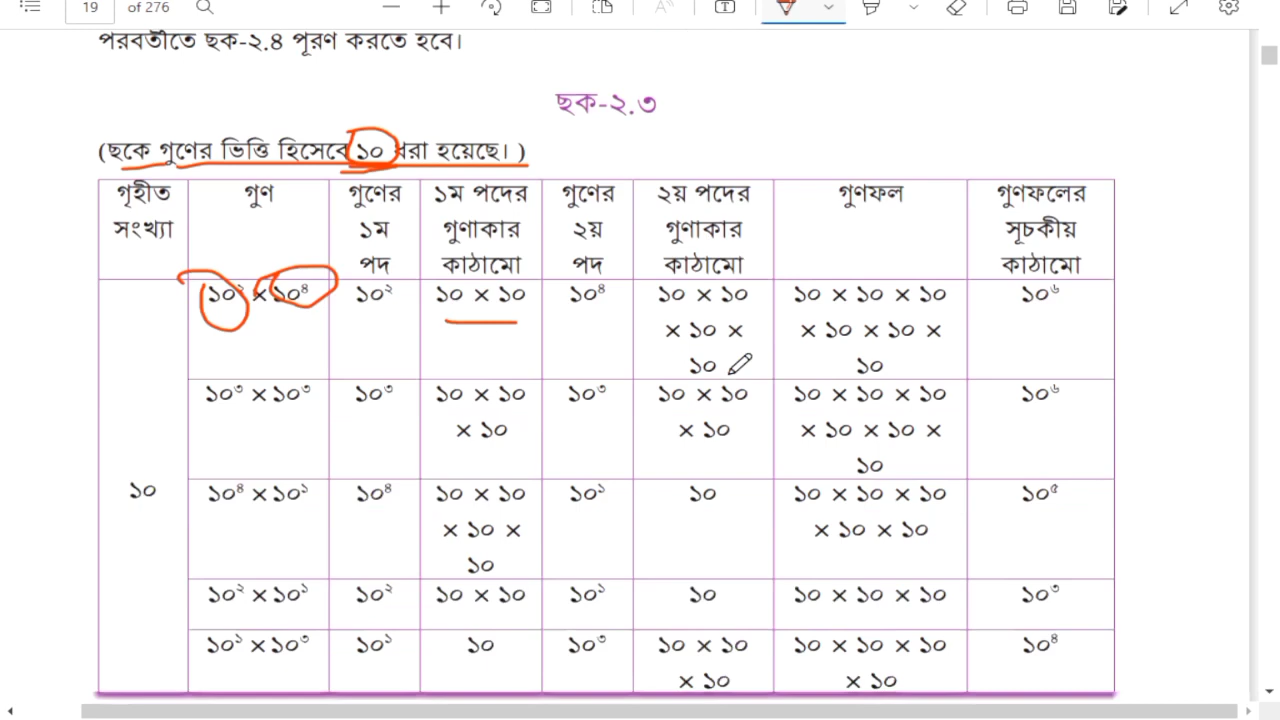 19 of 276
পরবর্তীতে ছক-২.৪ পূরণ করতে হবে।
ছক-২.৩
(ছকে গুণের ভিত্তি হিসেবে ১০ ধরা হয়েছে। )
গৃহীত গুণ গুণের ১ম পদের গুণের ২য় পদের গুণফল গুণফলের
সংখ্যা ১ম গুণাকার ২য় গুণাকার সূচকীয়
পদ কাঠামো পদ কাঠামো কাঠামো
১০² × ১০⁴ ১০² ১০ × ১০ ১০⁴ ১০ × ১০ ১০ × ১০ × ১০ ১০⁶
× ১০ × × ১০ × ১০ ×
১০ ১০
১০³ × ১০³ ১০³ ১০ × ১০ ১০³ ১০ × ১০ ১০ × ১০ × ১০ ১০⁶
× ১০ × ১০ × ১০ × ১০ ×
১০
১০ ১০⁴ × ১০¹ ১০⁴ ১০ × ১০ ১০¹ ১০ ১০ × ১০ × ১০ ১০⁵
× ১০ × × ১০ × ১০
১০
১০² × ১০¹ ১০² ১০ × ১০ ১০¹ ১০ ১০ × ১০ × ১০ ১০³
১০¹ × ১০³ ১০¹ ১০ ১০³ ১০ × ১০ ১০ × ১০ × ১০ ১০⁴
× ১০ × ১০